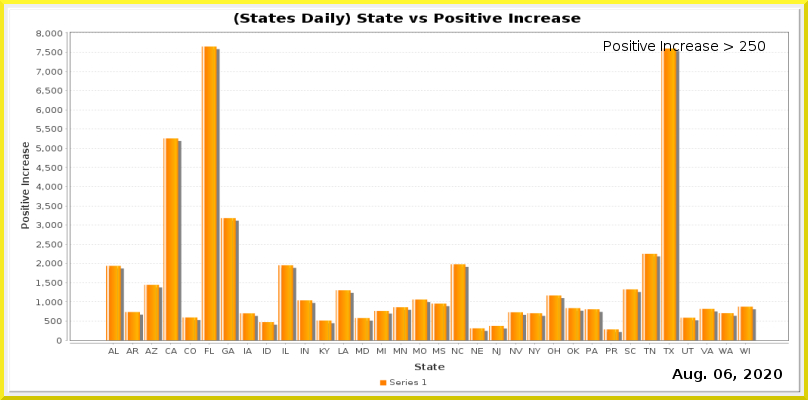 (States Daily) State vs Positive Increase
Positive Increase > 250
Positive Increase
8,000
7,500
7,000
6,500
6,000
5,500
5,000
4,500
4,000
3,500
3,000
2,500
2,000
1,500
1,000
500
0
AL AR AZ CA CO FL GA IA ID IL IN KY LA MD MI MN MO MS NC NE NJ NV NY OH OK PA PR SC TN TX UT VA WA WI
State
Series 1
Aug. 06, 2020